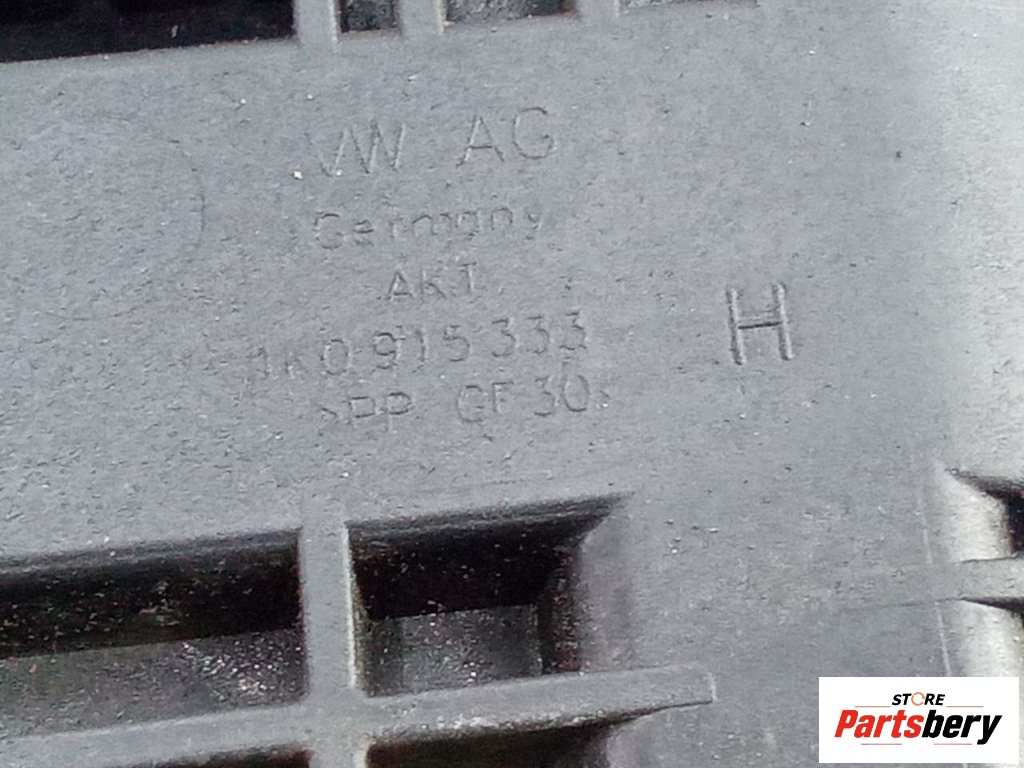 VW AG
Germany
AKT
1K0 915 333
H
>PP GF30<
STORE
Partsbery